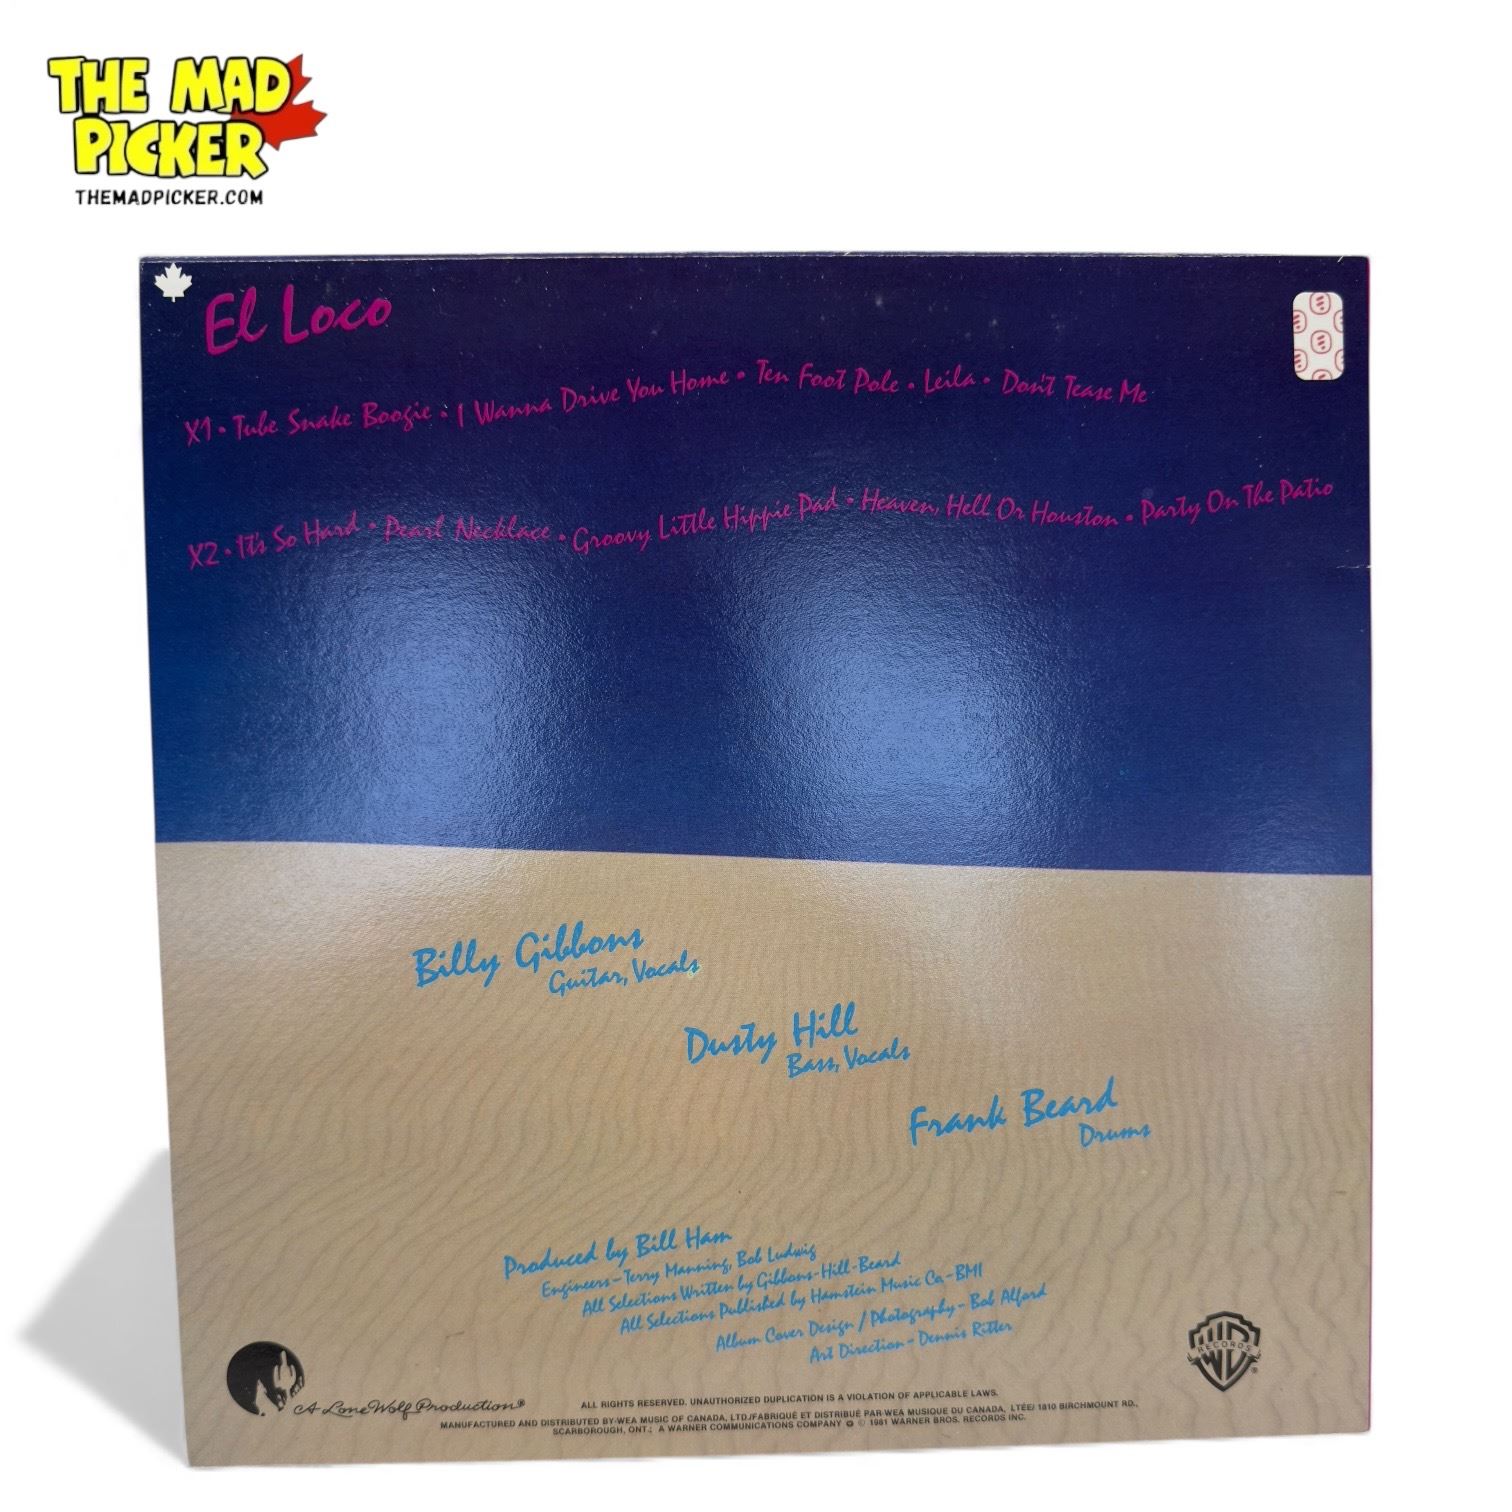 THE MAD
PICKER
THEMADPICKER.COM
El Loco
X1 • Tube Snake Boogie • I Wanna Drive You Home • Ten Foot Pole • Leila • Don't Tease Me
X2 • It's So Hard • Pearl Necklace • Groovy Little Hippie Pad • Heaven, Hell Or Houston • Party On The Patio
Billy Gibbons
Guitar, Vocals
Dusty Hill
Bass, Vocals
Frank Beard
Drums
Produced by Bill Ham
Engineers - Terry Manning, Bob Ludwig
All Selections Written by Gibbons-Hill-Beard
All Selections Published by Hamstein Music Co. - BMI
Album Cover Design / Photography - Bob Alford
Art Direction - Dennis Ritter
A Lone Wolf Production®
WB
RECORDS
®
ALL RIGHTS RESERVED. UNAUTHORIZED DUPLICATION IS A VIOLATION OF APPLICABLE LAWS.
MANUFACTURED AND DISTRIBUTED BY WEA MUSIC OF CANADA, LTD./FABRIQUÉ ET DISTRIBUÉ PAR WEA MUSIQUE DU CANADA, LTÉE/ 1810 BIRCHMOUNT RD.,
SCARBOROUGH, ONT.; A WARNER COMMUNICATIONS COMPANY ℗ © 1981 WARNER BROS. RECORDS INC.